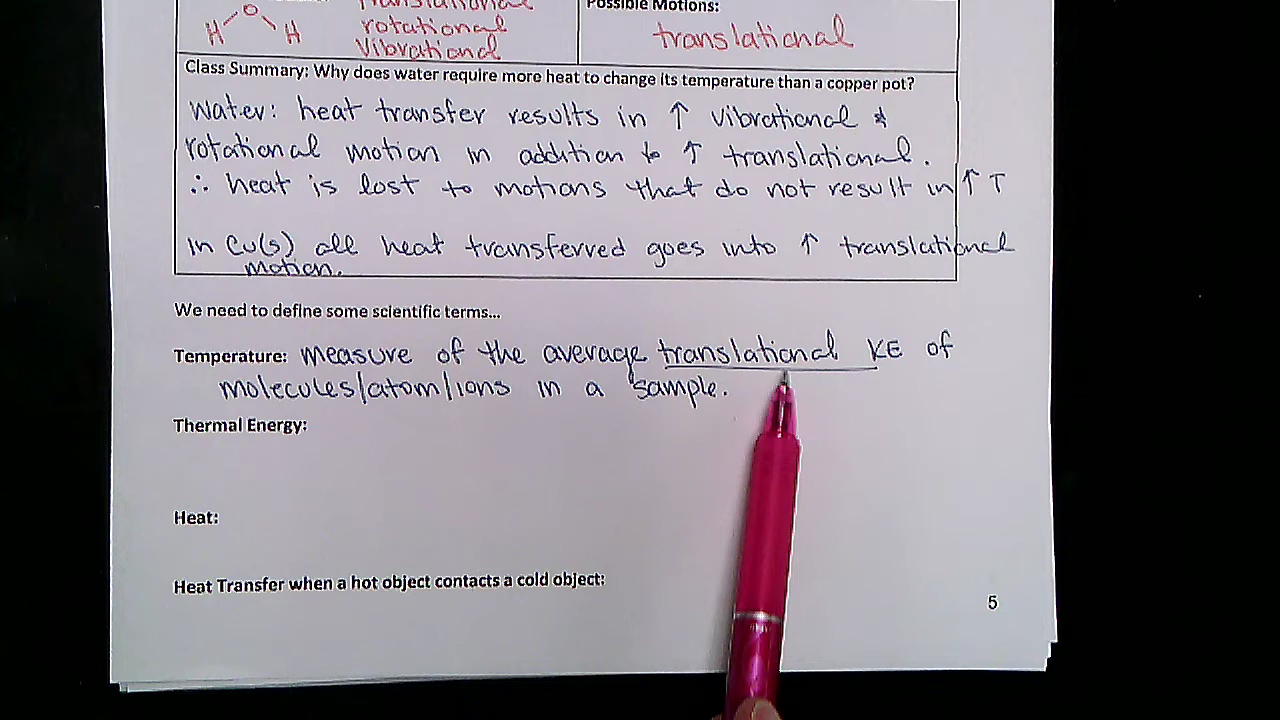 translational
H O H rotational
vibrational
Possible Motions:
translational
Class Summary: Why does water require more heat to change its temperature than a copper pot?
Water: heat transfer results in ↑ vibrational &
rotational motion in addition to ↑ translational.
∴ heat is lost to motions that do not result in ↑ T
In Cu(s) all heat transferred goes into ↑ translational
motion.
We need to define some scientific terms...
Temperature: measure of the average translational KE of
molecules/atom/ions in a sample.
Thermal Energy:
Heat:
Heat Transfer when a hot object contacts a cold object:
5